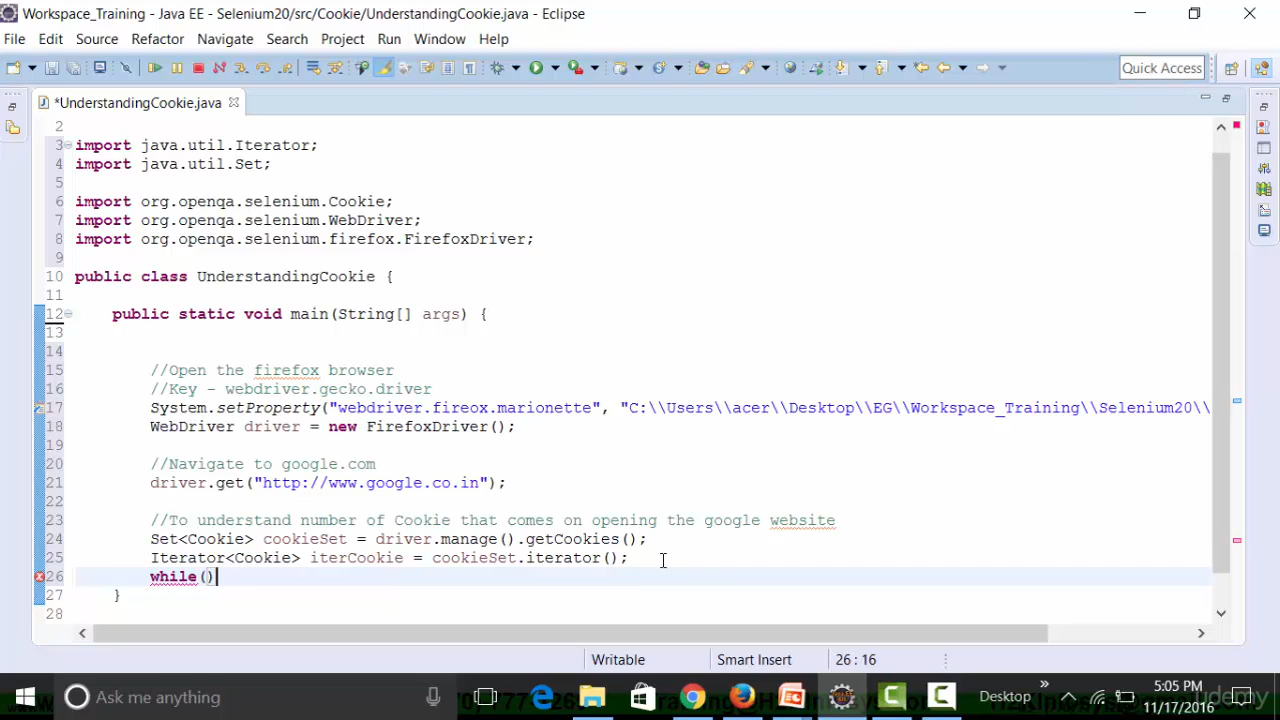 Workspace_Training - Java EE - Selenium20/src/Cookie/UnderstandingCookie.java - Eclipse
File Edit Source Refactor Navigate Search Project Run Window Help
Quick Access
*UnderstandingCookie.java
2
3 import java.util.Iterator;
4 import java.util.Set;
5
6 import org.openqa.selenium.Cookie;
7 import org.openqa.selenium.WebDriver;
8 import org.openqa.selenium.firefox.FirefoxDriver;
9
10 public class UnderstandingCookie {
11
12 public static void main(String[] args) {
13
14
15 //Open the firefox browser
16 //Key - webdriver.gecko.driver
17 System.setProperty("webdriver.fireox.marionette", "C:\\Users\\acer\\Desktop\\EG\\Workspace_Training\\Selenium20\\
18 WebDriver driver = new FirefoxDriver();
19
20 //Navigate to google.com
21 driver.get("http://www.google.co.in");
22
23 //To understand number of Cookie that comes on opening the google website
24 Set<Cookie> cookieSet = driver.manage().getCookies();
25 Iterator<Cookie> iterCookie = cookieSet.iterator();
26 while()
27 }
28
Writable Smart Insert 26 : 16
Ask me anything
Desktop
5:05 PM
11/17/2016
Udemy